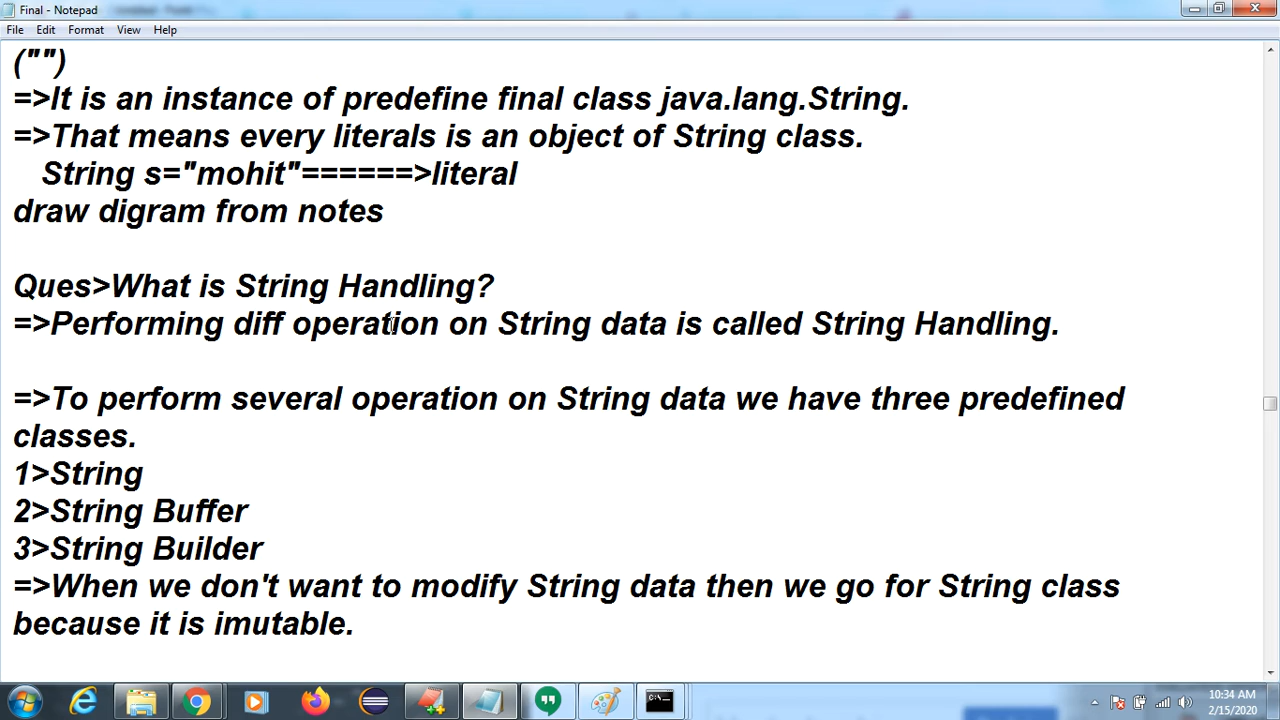 Final - Notepad
File Edit Format View Help
("")
=>It is an instance of predefine final class java.lang.String.
=>That means every literals is an object of String class.
String s="mohit"======>literal
draw digram from notes
Ques>What is String Handling?
=>Performing diff operation on String data is called String Handling.
=>To perform several operation on String data we have three predefined
classes.
1>String
2>String Buffer
3>String Builder
=>When we don't want to modify String data then we go for String class
because it is imutable.
10:34 AM
2/15/2020